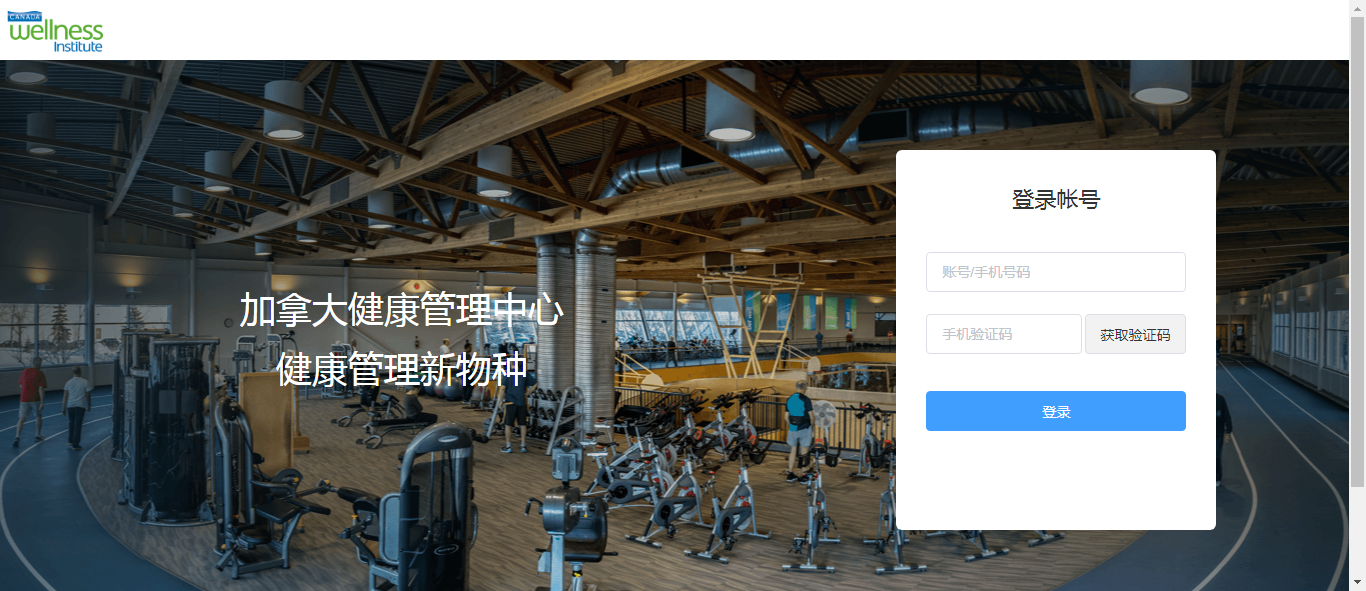 CANADA
wellness
Institute
登录帐号
账号/手机号码
加拿大健康管理中心
手机验证码
获取验证码
健康管理新物种
登录